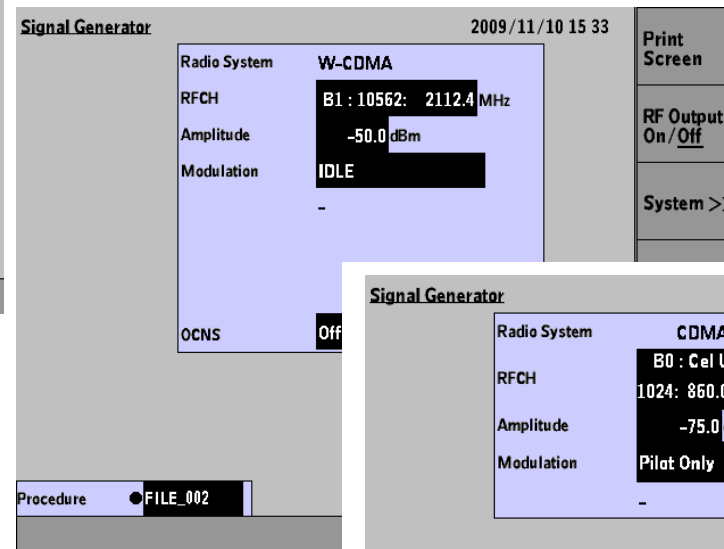 Signal Generator 2009/11/10 15 33
Radio System W-CDMA
RFCH B1 : 10562: 2112.4 MHz
Amplitude -50.0 dBm
Modulation IDLE
-
OCNS Off
Procedure ●FILE_002
Print
Screen
RF Output
On/Off
System >
Signal Generator
Radio System CDMA
RFCH B0 : Cel
1024: 860.0
Amplitude -75.0
Modulation Pilot Only
-